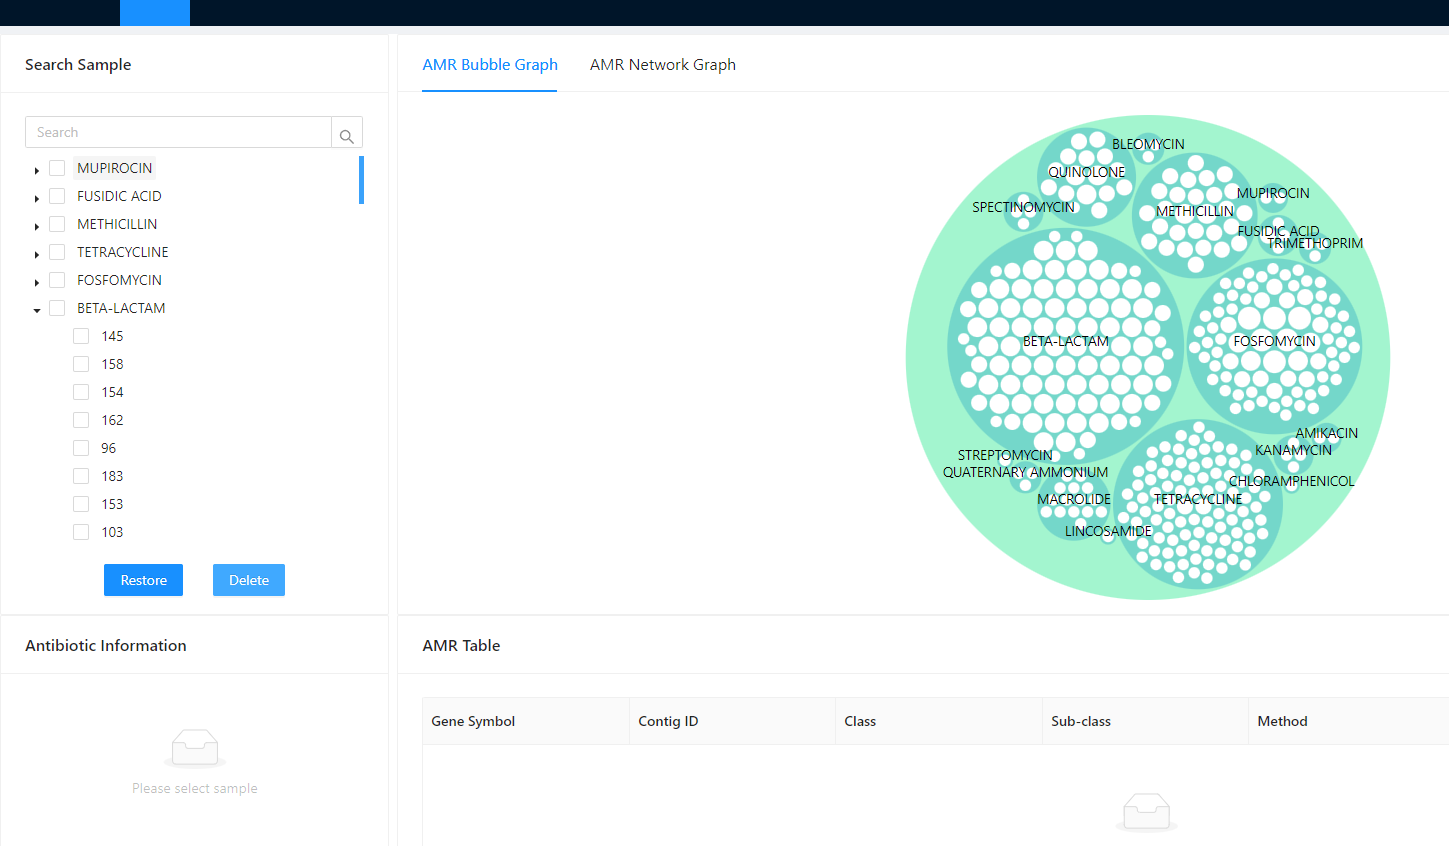 Search Sample
Search
MUPIROCIN
FUSIDIC ACID
METHICILLIN
TETRACYCLINE
FOSFOMYCIN
BETA-LACTAM
145
158
154
162
96
183
153
103
Restore
Delete
AMR Bubble Graph
AMR Network Graph
BLEOMYCIN
QUINOLONE
MUPIROCIN
SPECTINOMYCIN
METHICILLIN
FUSIDIC ACID
TRIMETHOPRIM
BETA-LACTAM
FOSFOMYCIN
AMIKACIN
KANAMYCIN
STREPTOMYCIN
QUATERNARY AMMONIUM
CHLORAMPHENICOL
MACROLIDE
TETRACYCLINE
LINCOSAMIDE
Antibiotic Information
Please select sample
AMR Table
Gene Symbol
Contig ID
Class
Sub-class
Method